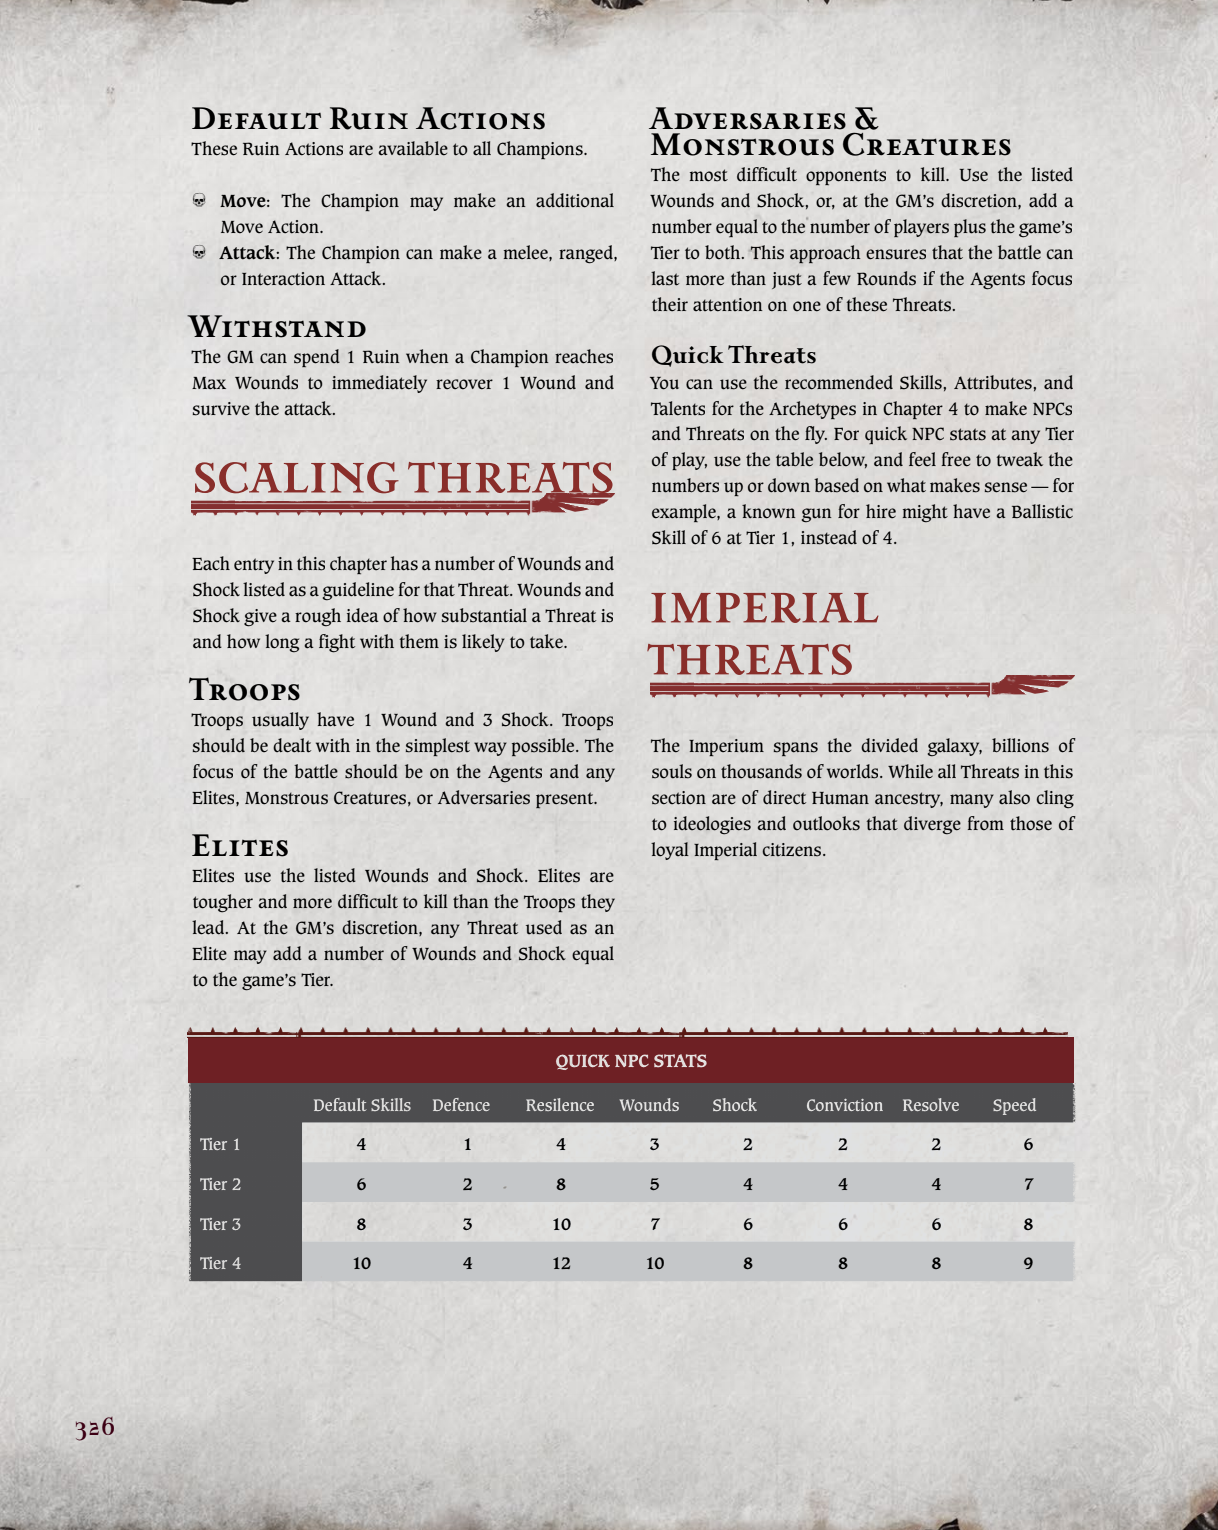 Default Ruin Actions
These Ruin Actions are available to all Champions.
Move: The Champion may make an additional
Move Action.
Attack: The Champion can make a melee, ranged,
or Interaction Attack.
Withstand
The GM can spend 1 Ruin when a Champion reaches
Max Wounds to immediately recover 1 Wound and
survive the attack.
SCALING THREATS
Each entry in this chapter has a number of Wounds and
Shock listed as a guideline for that Threat. Wounds and
Shock give a rough idea of how substantial a Threat is
and how long a fight with them is likely to take.
Troops
Troops usually have 1 Wound and 3 Shock. Troops
should be dealt with in the simplest way possible. The
focus of the battle should be on the Agents and any
Elites, Monstrous Creatures, or Adversaries present.
Elites
Elites use the listed Wounds and Shock. Elites are
tougher and more difficult to kill than the Troops they
lead. At the GM's discretion, any Threat used as an
Elite may add a number of Wounds and Shock equal
to the game's Tier.
Adversaries &
Monstrous Creatures
The most difficult opponents to kill. Use the listed
Wounds and Shock, or, at the GM's discretion, add a
number equal to the number of players plus the game's
Tier to both. This approach ensures that the battle can
last more than just a few Rounds if the Agents focus
their attention on one of these Threats.
Quick Threats
You can use the recommended Skills, Attributes, and
Talents for the Archetypes in Chapter 4 to make NPCs
and Threats on the fly. For quick NPC stats at any Tier
of play, use the table below, and feel free to tweak the
numbers up or down based on what makes sense — for
example, a known gun for hire might have a Ballistic
Skill of 6 at Tier 1, instead of 4.
IMPERIAL
THREATS
The Imperium spans the divided galaxy, billions of
souls on thousands of worlds. While all Threats in this
section are of direct Human ancestry, many also cling
to ideologies and outlooks that diverge from those of
loyal Imperial citizens.
QUICK NPC STATS
Default Skills Defence Resilence Wounds Shock Conviction Resolve Speed
Tier 1 4 1 4 3 2 2 2 6
Tier 2 6 2 8 5 4 4 4 7
Tier 3 8 3 10 7 6 6 6 8
Tier 4 10 4 12 10 8 8 8 9
326